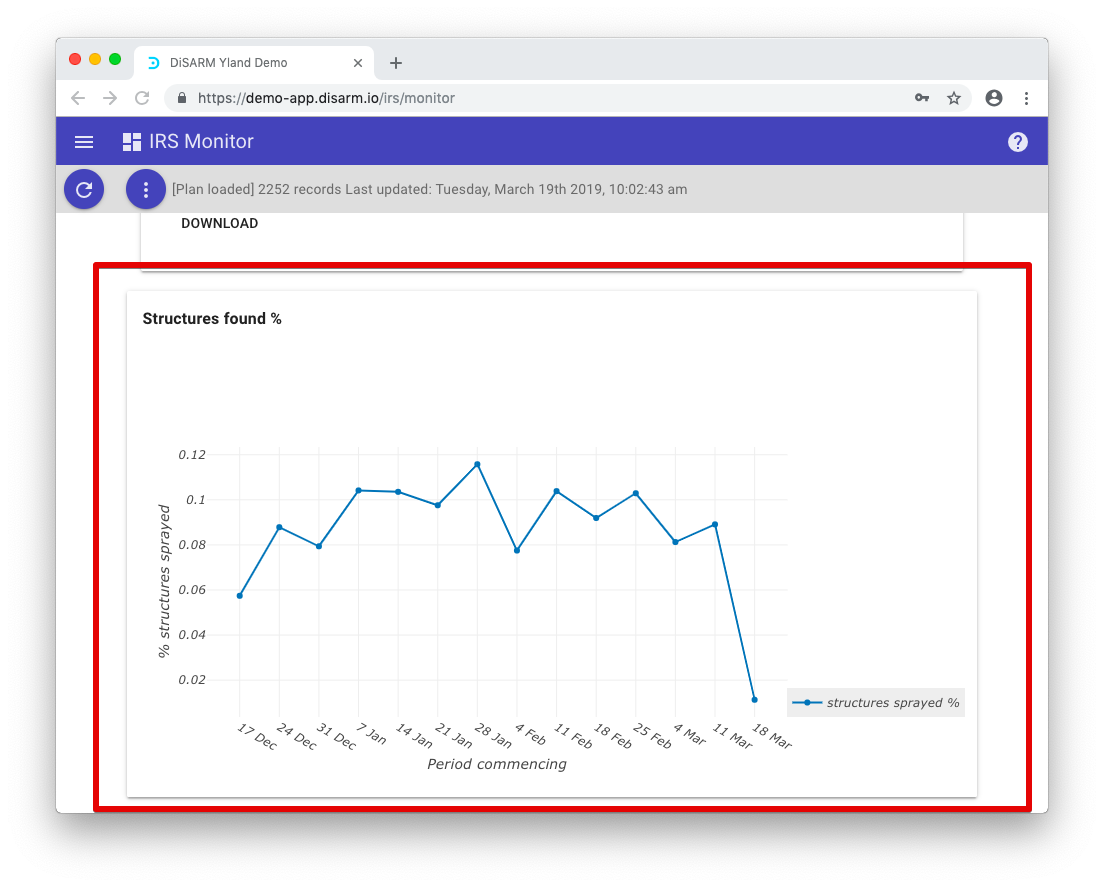 DiSARM Yland Demo
https://demo-app.disarm.io/irs/monitor
IRS Monitor
[Plan loaded] 2252 records Last updated: Tuesday, March 19th 2019, 10:02:43 am
DOWNLOAD
Structures found %
0.12
0.1
0.08
0.06
0.04
0.02
% structures sprayed
17 Dec
24 Dec
31 Dec
7 Jan
14 Jan
21 Jan
28 Jan
4 Feb
11 Feb
18 Feb
25 Feb
4 Mar
11 Mar
18 Mar
structures sprayed %
Period commencing